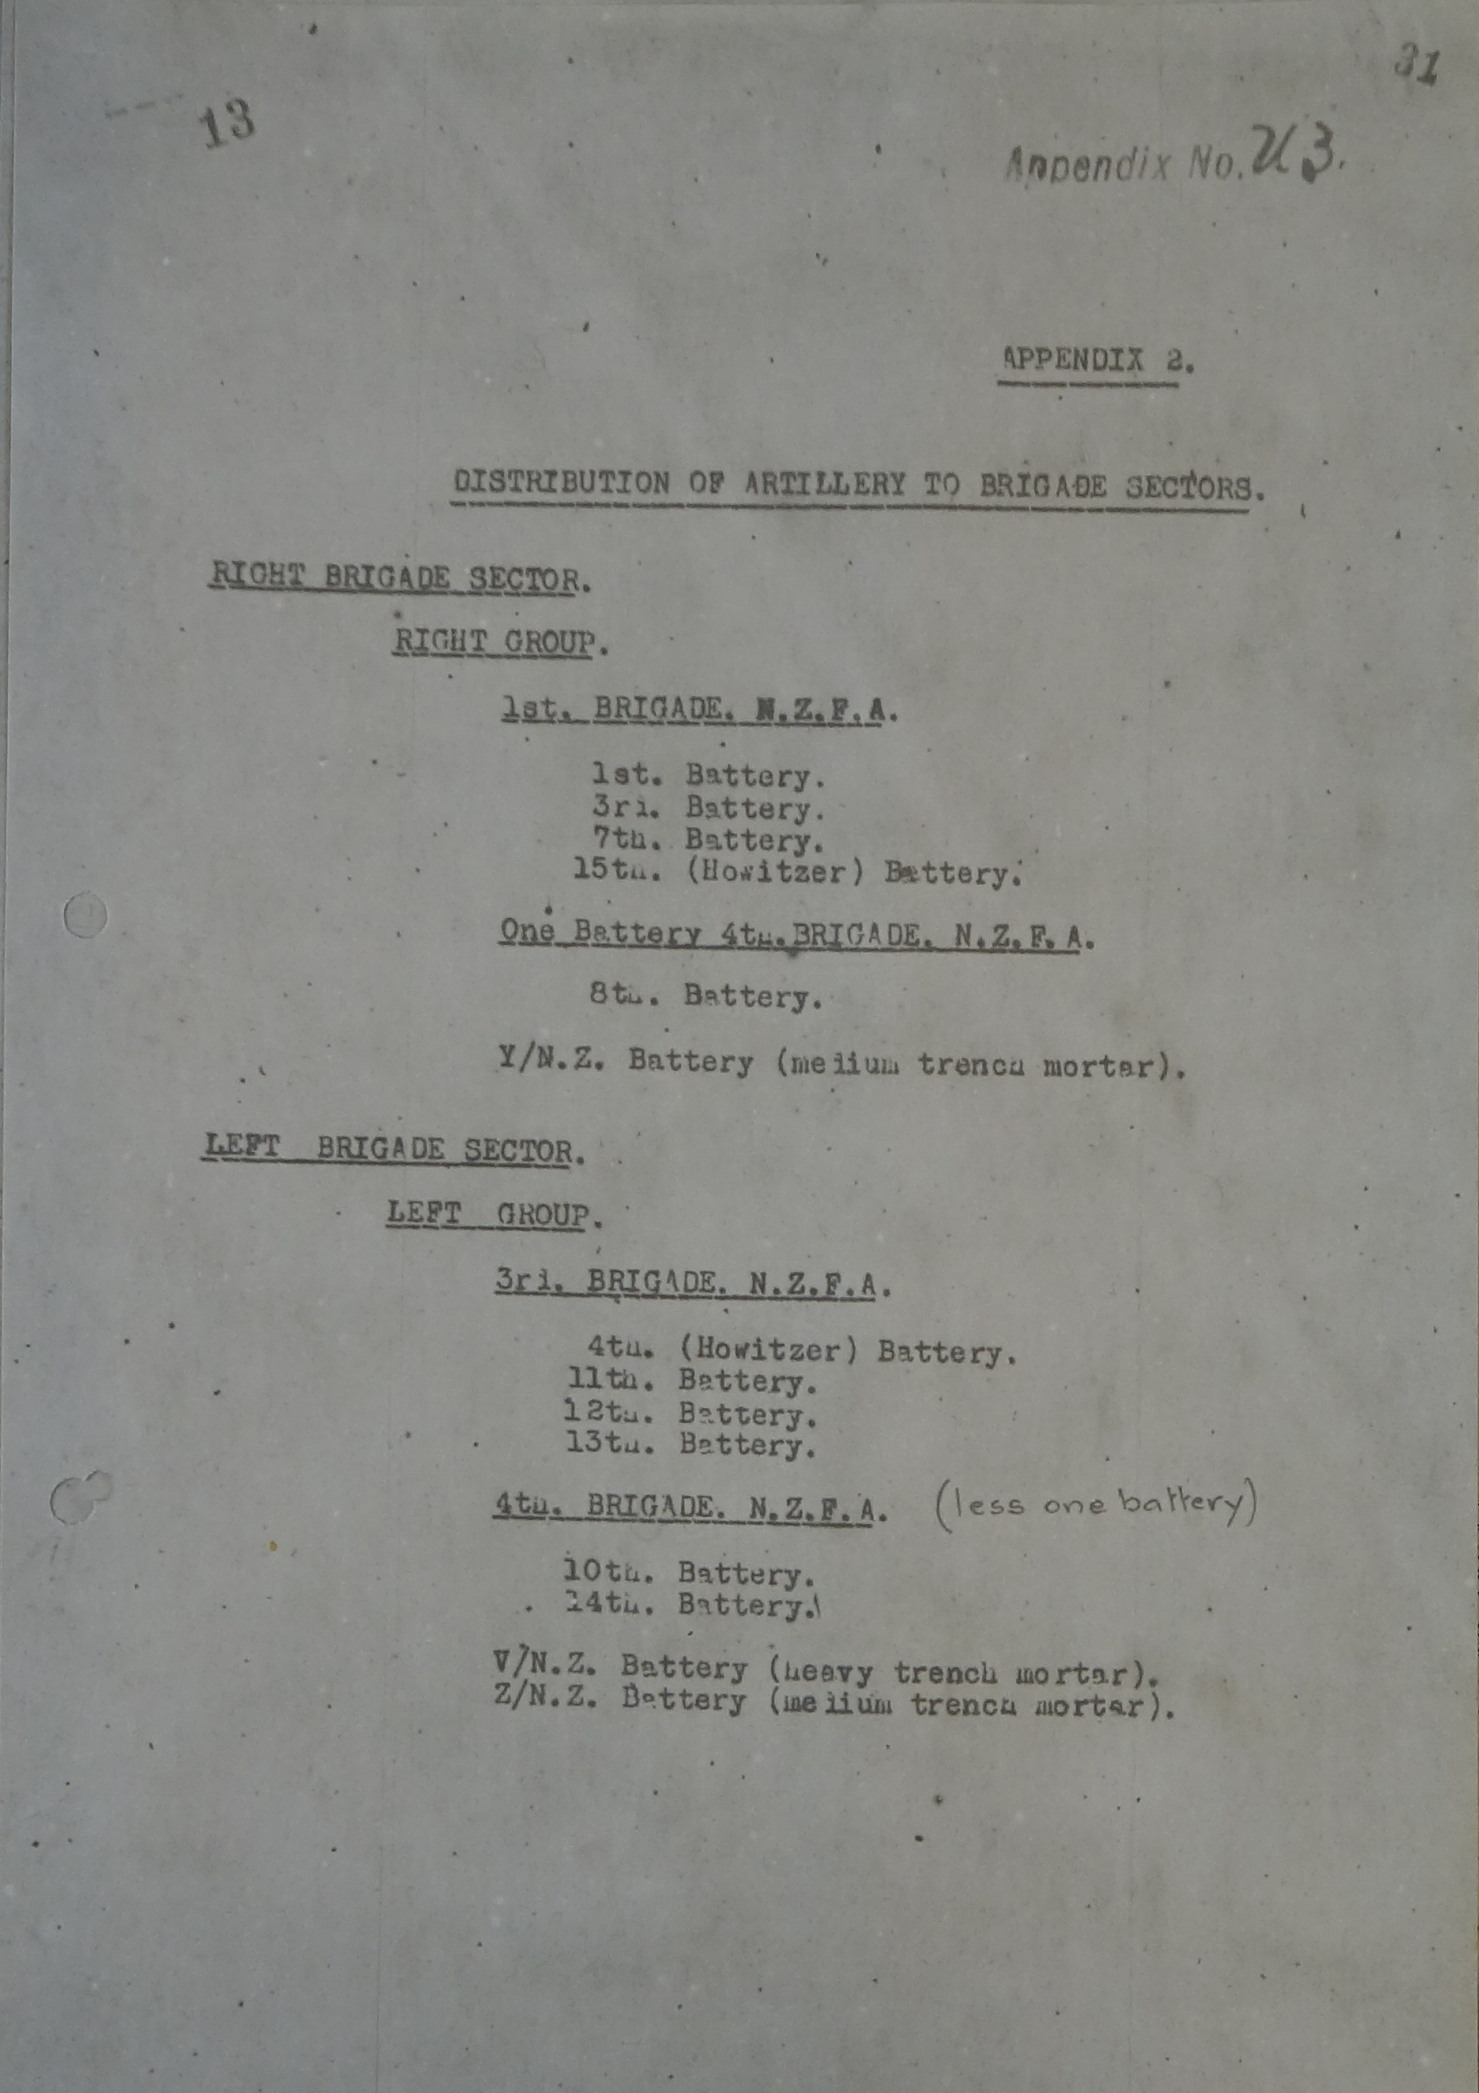 31
13
Appendix No. U3.
APPENDIX 2.
DISTRIBUTION OF ARTILLERY TO BRIGADE SECTORS.
RIGHT BRIGADE SECTOR.
RIGHT GROUP.
1st. BRIGADE. N.Z.F.A.
1st. Battery.
3rd. Battery.
7th. Battery.
15th. (Howitzer) Battery.
One Battery 4th. BRIGADE. N.Z.F.A.
8th. Battery.
Y/N.Z. Battery (medium trench mortar).
LEFT BRIGADE SECTOR.
LEFT GROUP.
3rd. BRIGADE. N.Z.F.A.
4th. (Howitzer) Battery.
11th. Battery.
12th. Battery.
13th. Battery.
4th. BRIGADE. N.Z.F.A. (less one battery)
10th. Battery.
14th. Battery.
V/N.Z. Battery (heavy trench mortar).
Z/N.Z. Battery (medium trench mortar).